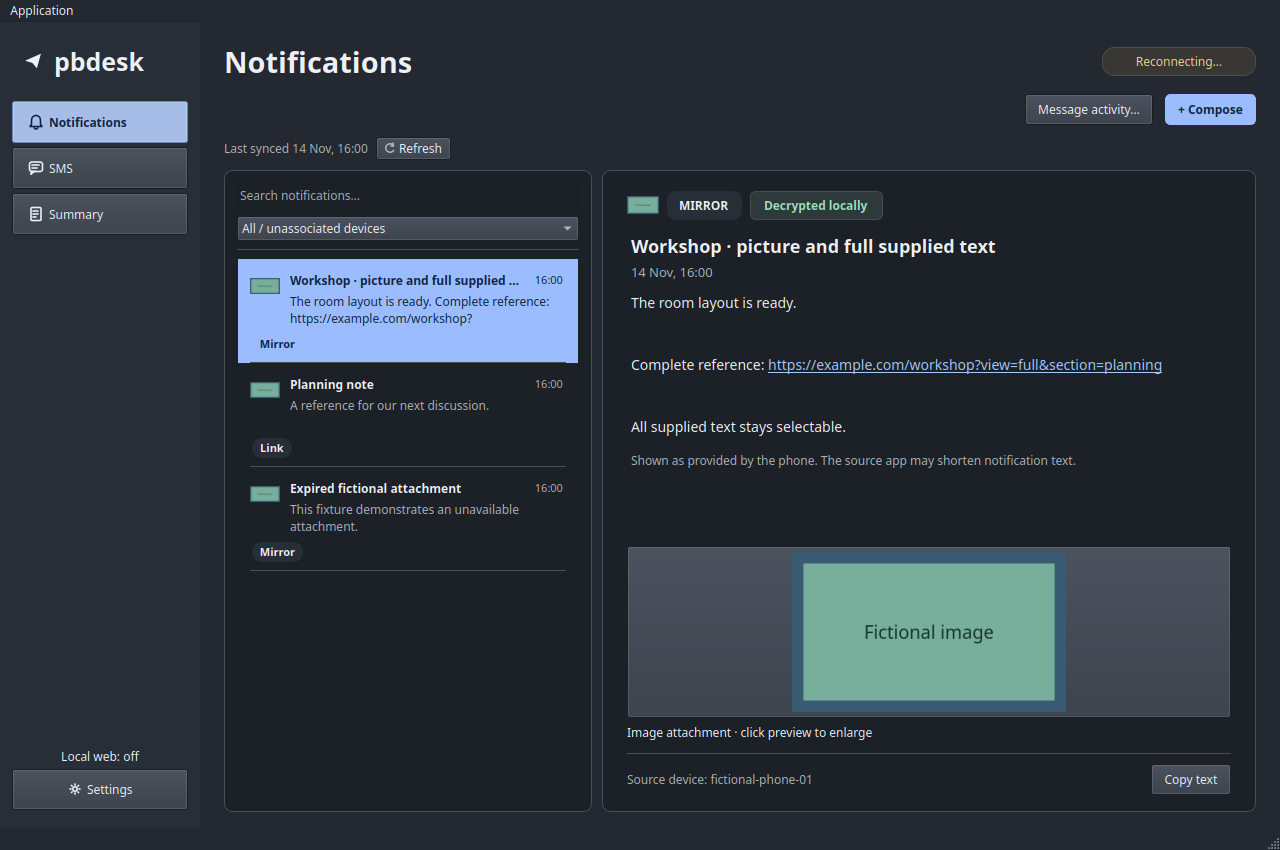 Application
pbdesk
Notifications
SMS
Summary
Local web: off
Settings
Notifications
Reconnecting...
Message activity...
+ Compose
Last synced 14 Nov, 16:00
Refresh
Search notifications...
All / unassociated devices
Workshop · picture and full supplied ...
16:00
The room layout is ready. Complete reference:
https://example.com/workshop?
Mirror
Planning note
16:00
A reference for our next discussion.
Link
Expired fictional attachment
16:00
This fixture demonstrates an unavailable
attachment.
Mirror
MIRROR
Decrypted locally
Workshop · picture and full supplied text
14 Nov, 16:00
The room layout is ready.
Complete reference: https://example.com/workshop?view=full&section=planning
All supplied text stays selectable.
Shown as provided by the phone. The source app may shorten notification text.
Fictional image
Image attachment · click preview to enlarge
Source device: fictional-phone-01
Copy text